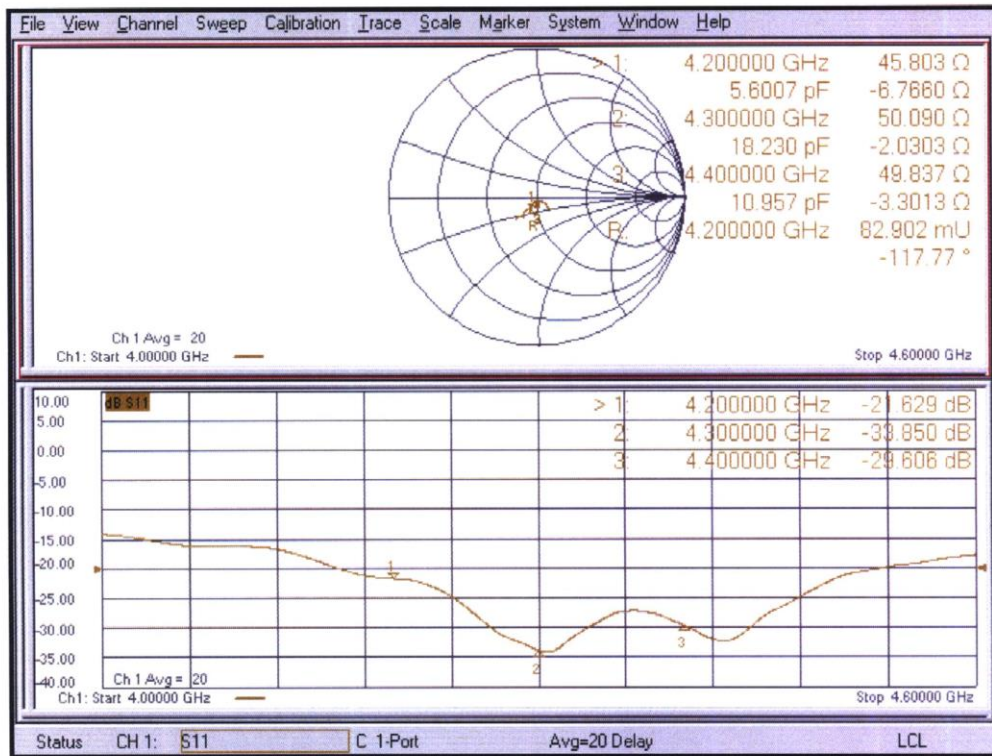 File View Channel Sweep Calibration Trace Scale Marker System Window Help
> 1: 4.200000 GHz 45.803 Ω
5.6007 pF -6.7660 Ω
2: 4.300000 GHz 50.090 Ω
18.230 pF -2.0303 Ω
3: 4.400000 GHz 49.837 Ω
10.957 pF -3.3013 Ω
R: 4.200000 GHz 82.902 mU
-117.77 °
1
R
Ch 1 Avg = 20
Ch1: Start 4.00000 GHz
Stop 4.60000 GHz
10.00 dB S11
5.00
0.00
-5.00
-10.00
-15.00
-20.00
-25.00
-30.00
-35.00
-40.00
> 1: 4.200000 GHz -21.629 dB
2: 4.300000 GHz -33.850 dB
3: 4.400000 GHz -29.606 dB
1
2
3
Ch 1 Avg = 20
Ch1: Start 4.00000 GHz
Stop 4.60000 GHz
Status CH 1: S11 C 1-Port Avg=20 Delay LCL